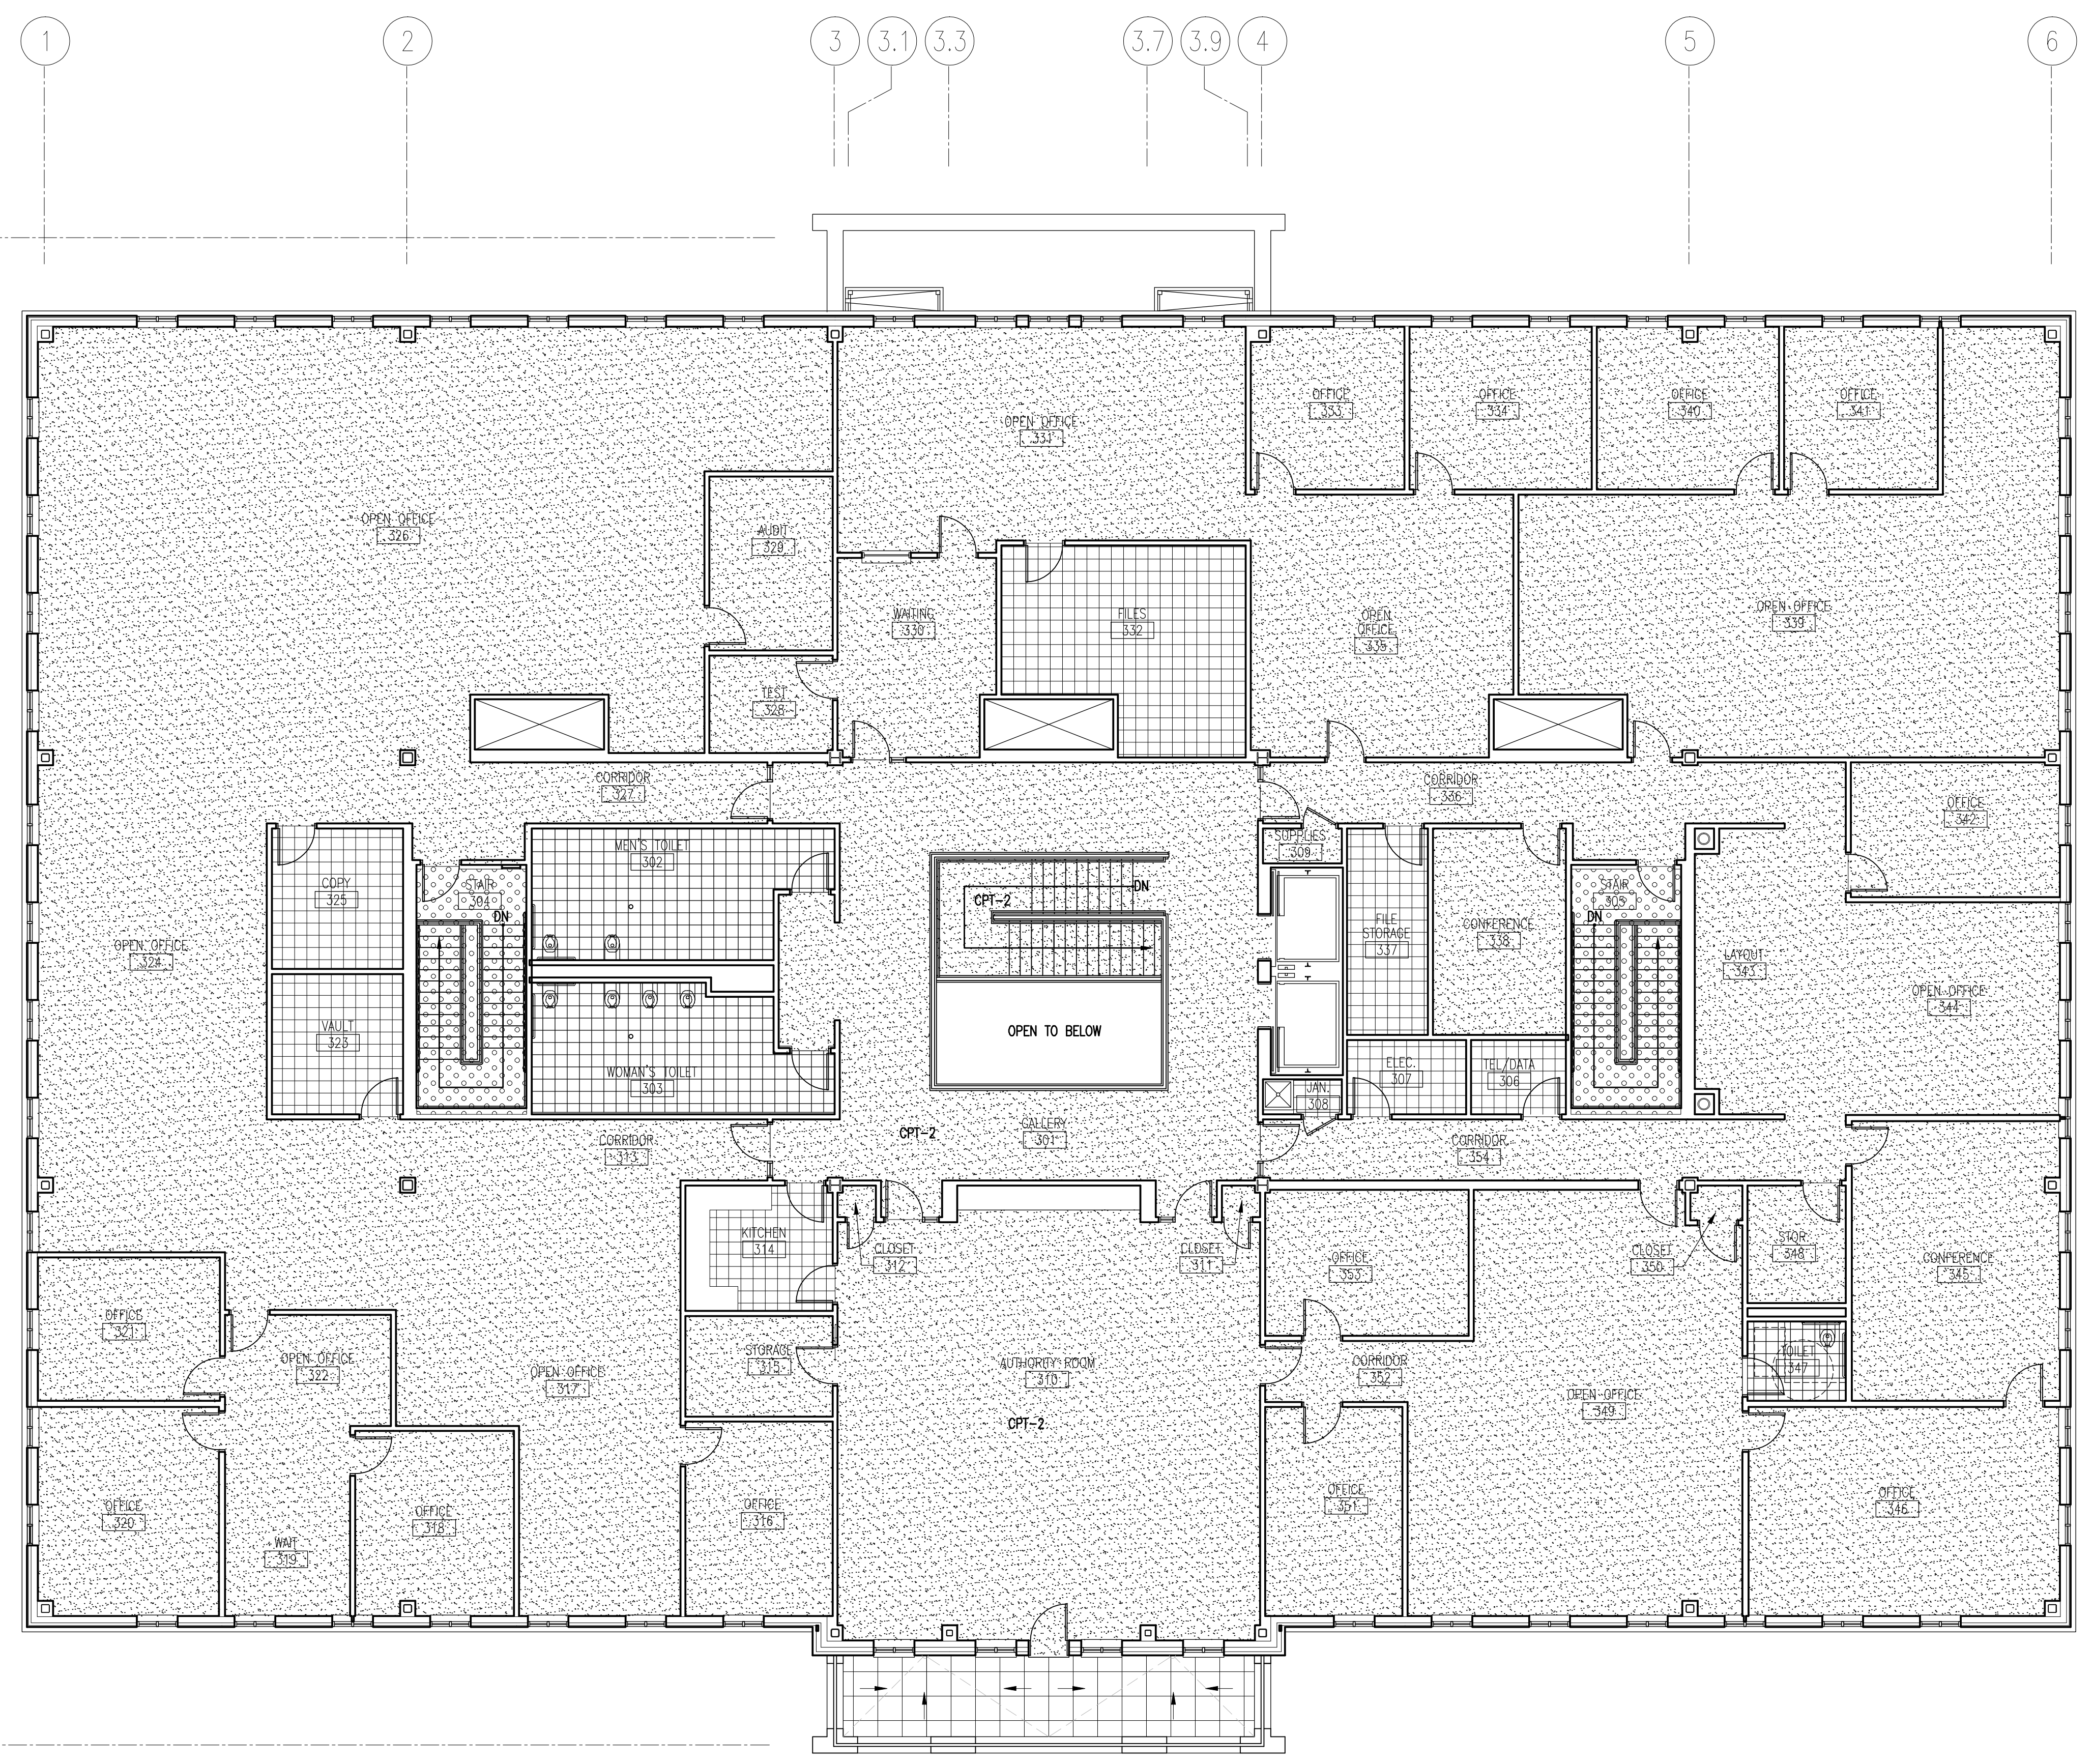 1
2
3
3.1
3.3
3.7
3.9
4
5
6
OFFICE
333
OFFICE
334
OFFICE
340
OFFICE
341
OPEN OFFICE
331
OPEN OFFICE
326
AUDIT
329
WAITING
330
FILES
332
OPEN
OFFICE
335
OPEN OFFICE
339
TEST
328
CORRIDOR
327
CORRIDOR
336
OFFICE
342
MEN'S TOILET
302
SUPPLIES
309
COPY
325
STAIR
304
DN
CPT-2
DN
FILE
STORAGE
337
CONFERENCE
338
STAIR
305
DN
OPEN OFFICE
324
LAYOUT
343
OPEN OFFICE
344
VAULT
323
OPEN TO BELOW
WOMAN'S TOILET
303
ELEC.
307
TEL/DATA
306
JAN.
308
CORRIDOR
313
CPT-2
GALLERY
301
CORRIDOR
354
KITCHEN
314
CLOSET
312
CLOSET
311
OFFICE
353
CLOSET
350
STOR.
348
CONFERENCE
345
OFFICE
321
OPEN OFFICE
322
OPEN OFFICE
317
STORAGE
315
AUTHORITY ROOM
310
CORRIDOR
352
OPEN OFFICE
349
TOILET
347
CPT-2
OFFICE
320
WAIT
319
OFFICE
318
OFFICE
316
OFFICE
351
OFFICE
346